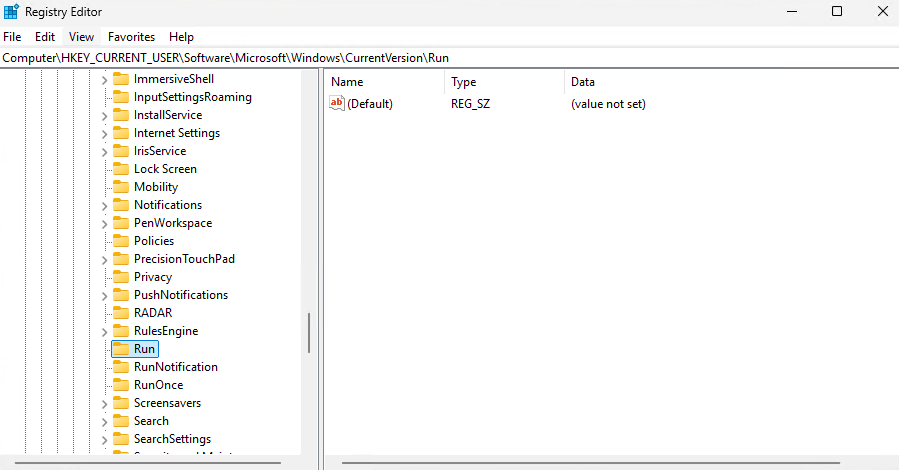 Registry Editor
File Edit View Favorites Help
Computer\HKEY_CURRENT_USER\Software\Microsoft\Windows\CurrentVersion\Run
ImmersiveShell
InputSettingsRoaming
InstallService
Internet Settings
IrisService
Lock Screen
Mobility
Notifications
PenWorkspace
Policies
PrecisionTouchPad
Privacy
PushNotifications
RADAR
RulesEngine
Run
RunNotification
RunOnce
Screensavers
Search
SearchSettings
Name Type Data
ab (Default) REG_SZ (value not set)